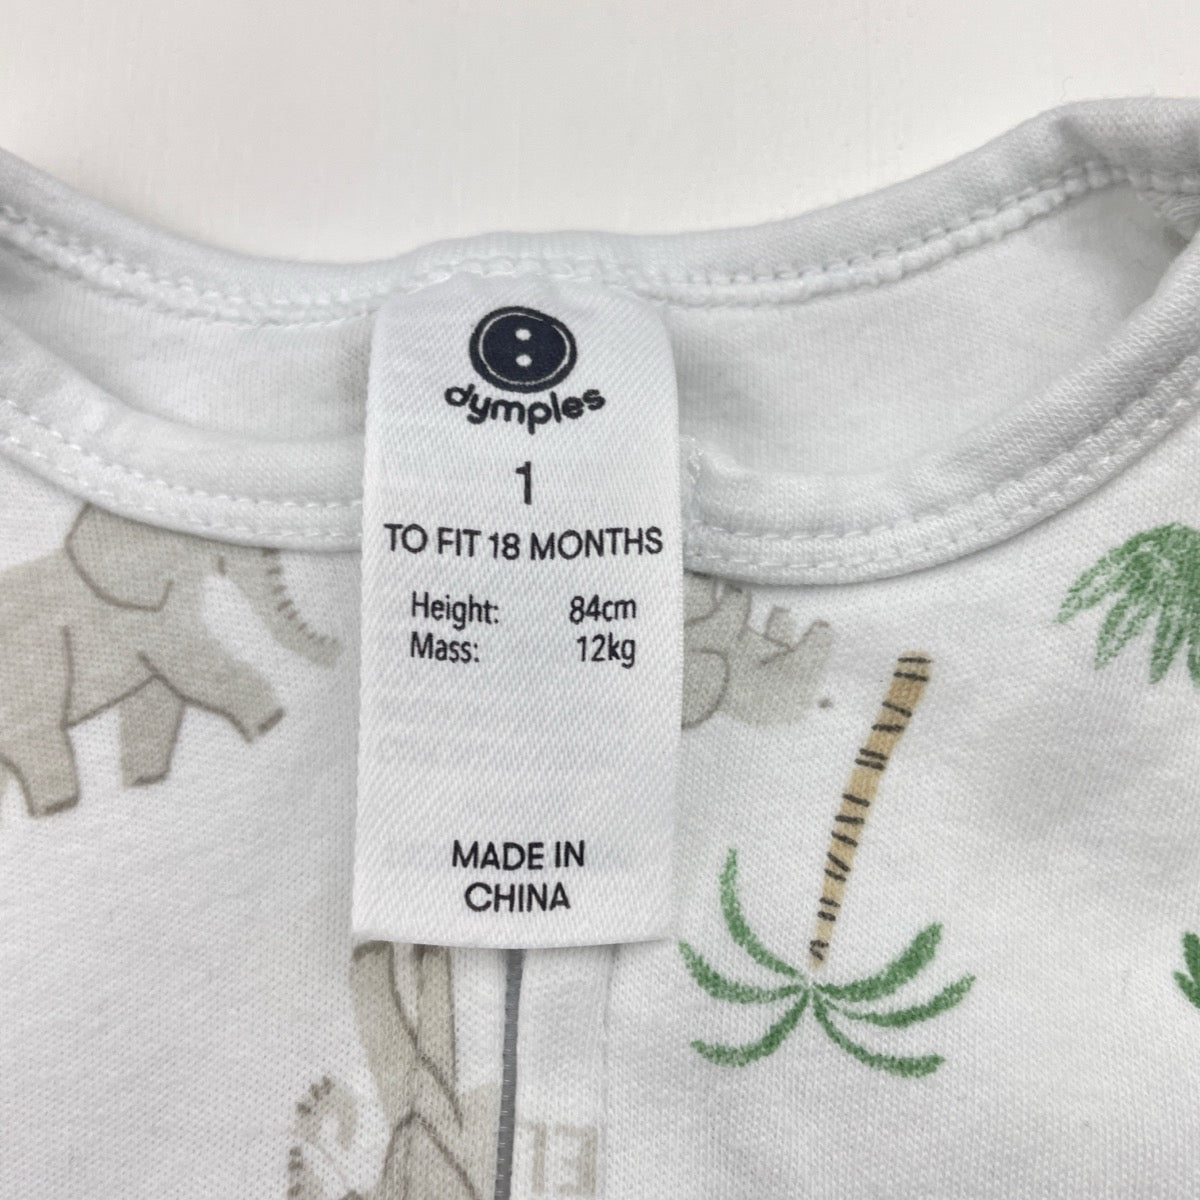 dymples
1
TO FIT 18 MONTHS
Height: 84cm
Mass: 12kg
MADE IN
CHINA